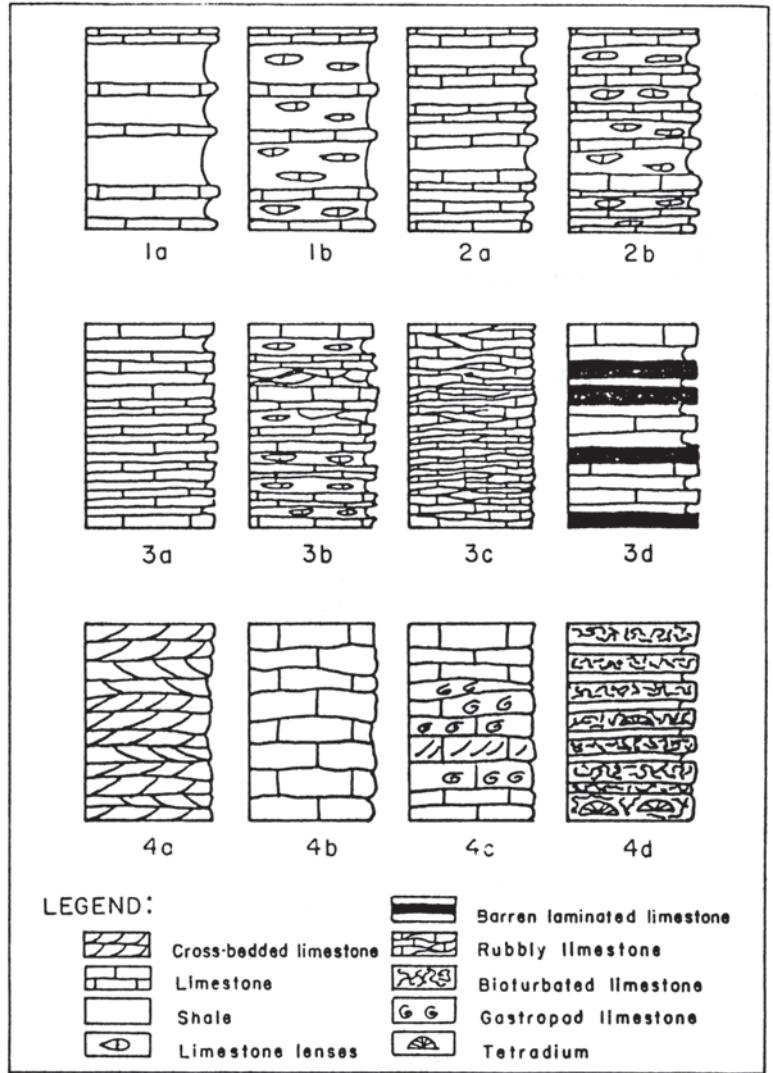 1a 1b 2a 2b
3a 3b 3c 3d
4a 4b 4c 4d
LEGEND:
Cross-bedded limestone
Limestone
Shale
Limestone lenses
Barren laminated limestone
Rubbly limestone
Bioturbated limestone
Gastropod limestone
Tetradium